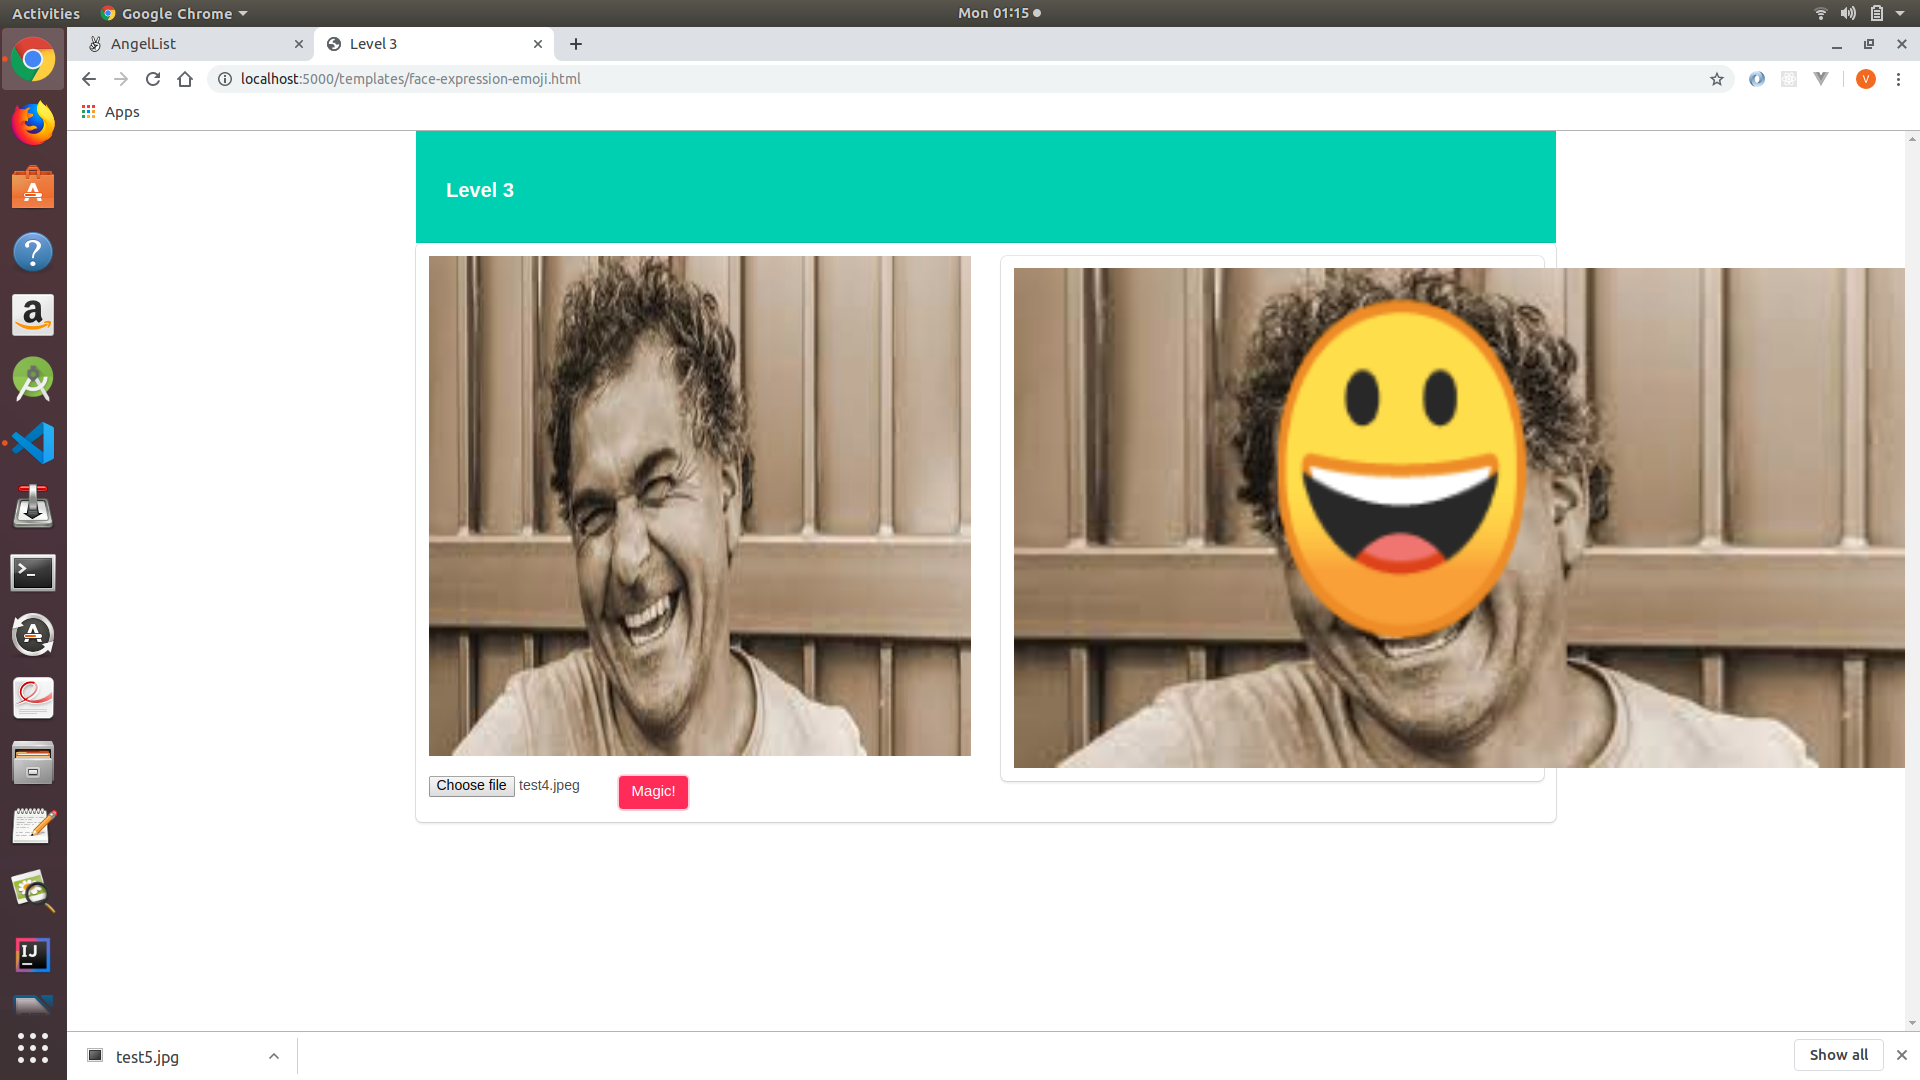 Activities
Google Chrome
Mon 01:15
AngelList
Level 3
localhost:5000/templates/face-expression-emoji.html
V
Apps
Level 3
Choose file test4.jpeg
Magic!
a
>_
IJ
test5.jpg
Show all